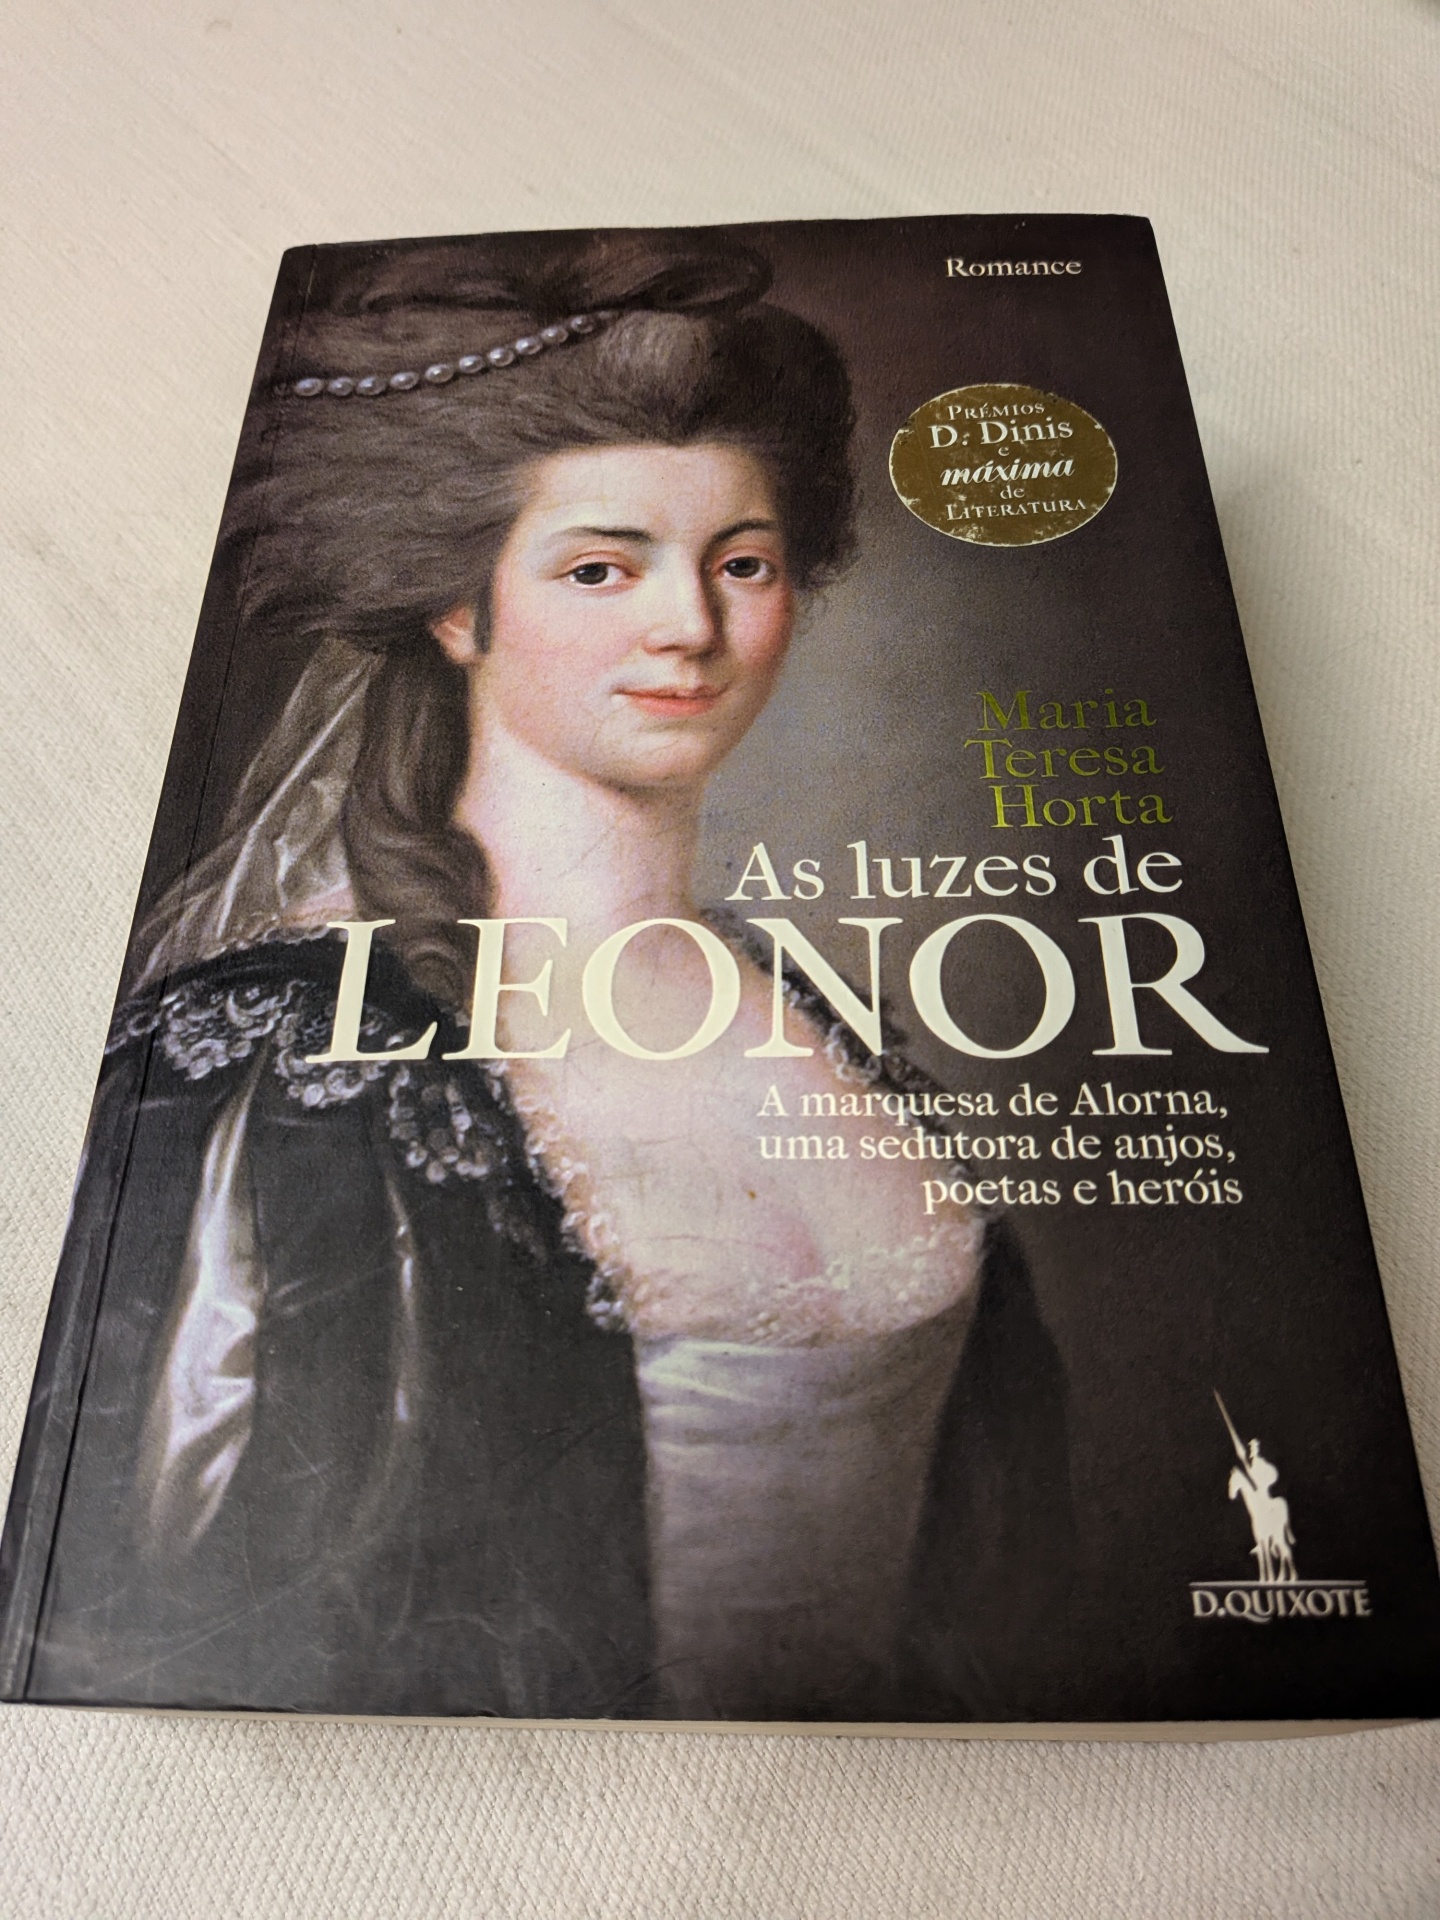 Romance
PRÉMIOS
D. Dinis
e
máxima
de
LITERATURA
Maria
Teresa
Horta
As luzes de
LEONOR
A marquesa de Alorna,
uma sedutora de anjos,
poetas e heróis
D.QUIXOTE